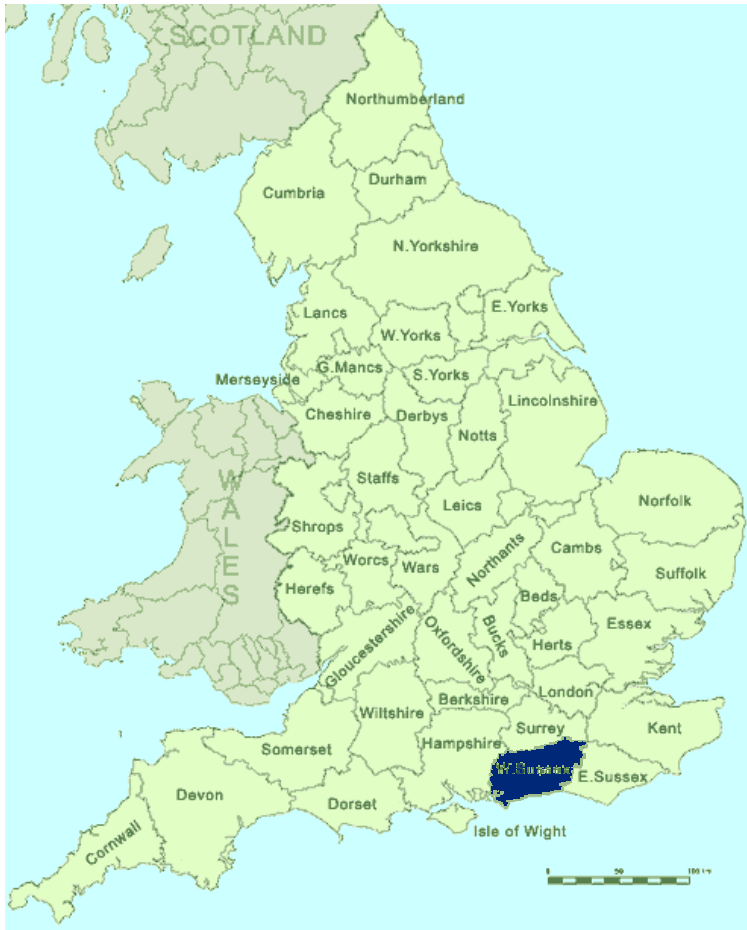 SCOTLAND
Northumberland
Durham
Cumbria
N.Yorkshire
Lancs
E.Yorks
W.Yorks
G.Mancs
S.Yorks
Merseyside
Lincolnshire
Cheshire
Derbys
Notts
WALES
Staffs
Leics
Norfolk
Shrops
Northants
Cambs
Worcs
Wars
Suffolk
Herefs
Beds
Gloucestershire
Oxfordshire
Bucks
Essex
Herts
London
Berkshire
Wiltshire
Surrey
Kent
Hampshire
Somerset
W.Sussex
E.Sussex
Devon
Dorset
Isle of Wight
Cornwall
0
50